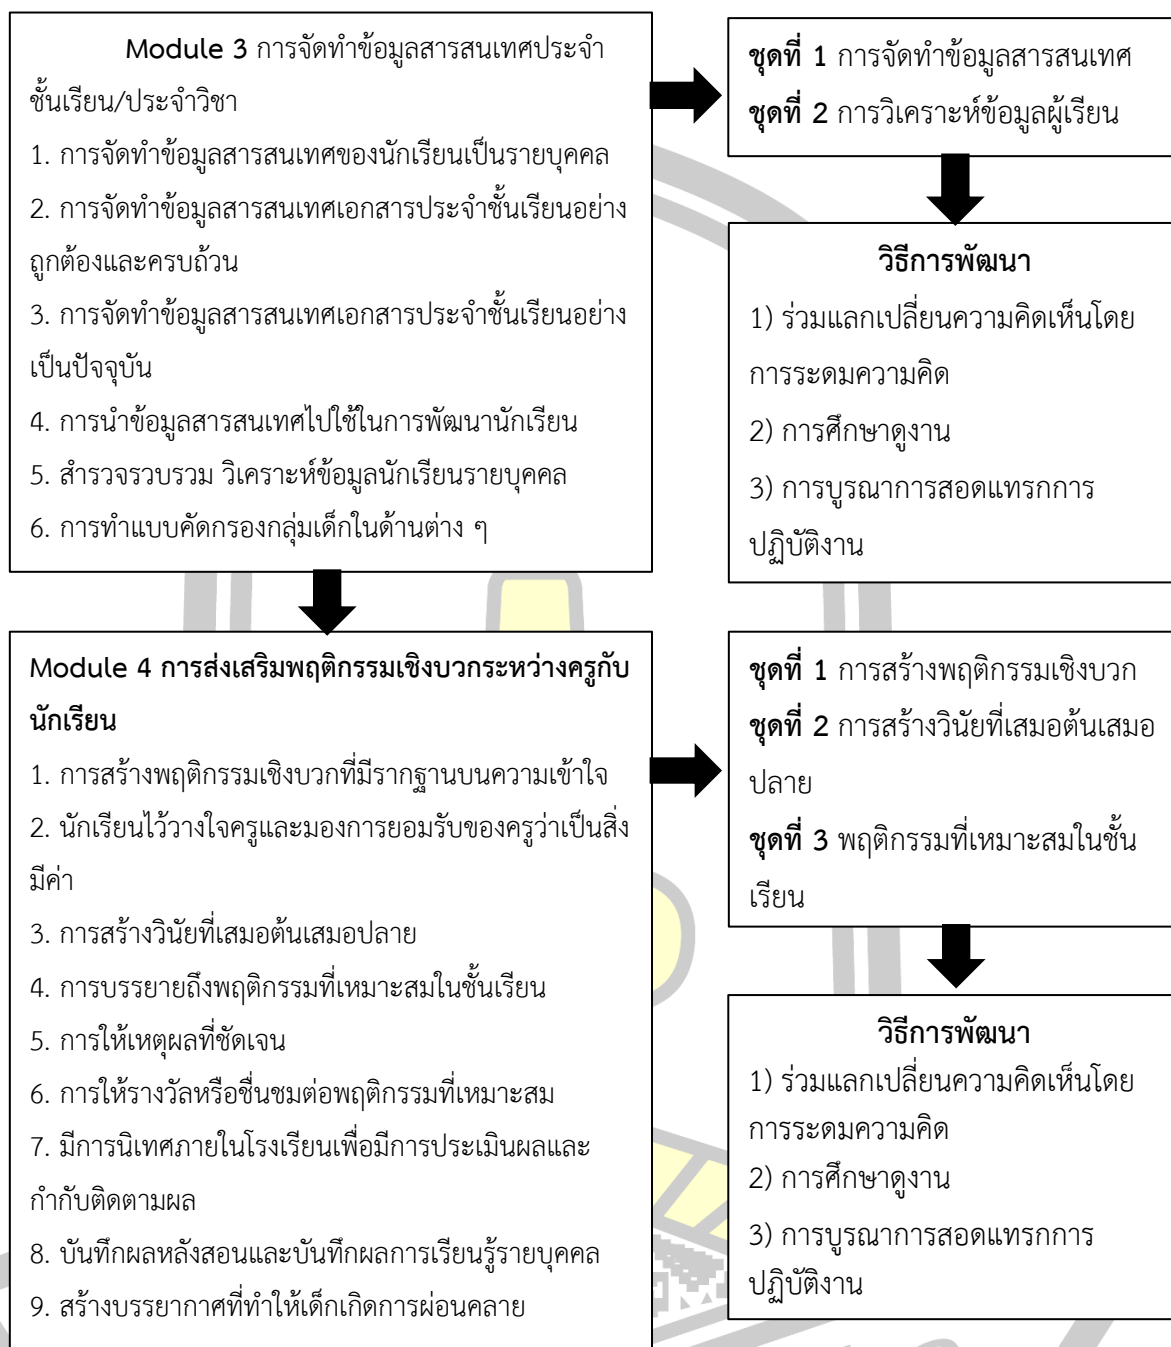 Module 3 การจัดทำข้อมูลสารสนเทศประจำ
ชั้นเรียน/ประจำวิชา
1. การจัดทำข้อมูลสารสนเทศของนักเรียนเป็นรายบุคคล
2. การจัดทำข้อมูลสารสนเทศเอกสารประจำชั้นเรียนอย่าง
ถูกต้องและครบถ้วน
3. การจัดทำข้อมูลสารสนเทศเอกสารประจำชั้นเรียนอย่าง
เป็นปัจจุบัน
4. การนำข้อมูลสารสนเทศไปใช้ในการพัฒนานักเรียน
5. สำรวจรวบรวม วิเคราะห์ข้อมูลนักเรียนรายบุคคล
6. การทำแบบคัดกรองกลุ่มเด็กในด้านต่าง ๆ
ชุดที่ 1 การจัดทำข้อมูลสารสนเทศ
ชุดที่ 2 การวิเคราะห์ข้อมูลผู้เรียน
วิธีการพัฒนา
1) ร่วมแลกเปลี่ยนความคิดเห็นโดย
การระดมความคิด
2) การศึกษาดูงาน
3) การบูรณาการสอดแทรกการ
ปฏิบัติงาน
Module 4 การส่งเสริมพฤติกรรมเชิงบวกระหว่างครูกับ
นักเรียน
1. การสร้างพฤติกรรมเชิงบวกที่มีรากฐานบนความเข้าใจ
2. นักเรียนไว้วางใจครูและมองการยอมรับของครูว่าเป็นสิ่ง
มีค่า
3. การสร้างวินัยที่เสมอต้นเสมอปลาย
4. การบรรยายถึงพฤติกรรมที่เหมาะสมในชั้นเรียน
5. การให้เหตุผลที่ชัดเจน
6. การให้รางวัลหรือชื่นชมต่อพฤติกรรมที่เหมาะสม
7. มีการนิเทศภายในโรงเรียนเพื่อมีการประเมินผลและ
กำกับติดตามผล
8. บันทึกผลหลังสอนและบันทึกผลการเรียนรู้รายบุคคล
9. สร้างบรรยากาศที่ทำให้เด็กเกิดการผ่อนคลาย
ชุดที่ 1 การสร้างพฤติกรรมเชิงบวก
ชุดที่ 2 การสร้างวินัยที่เสมอต้นเสมอ
ปลาย
ชุดที่ 3 พฤติกรรมที่เหมาะสมในชั้น
เรียน
วิธีการพัฒนา
1) ร่วมแลกเปลี่ยนความคิดเห็นโดย
การระดมความคิด
2) การศึกษาดูงาน
3) การบูรณาการสอดแทรกการ
ปฏิบัติงาน